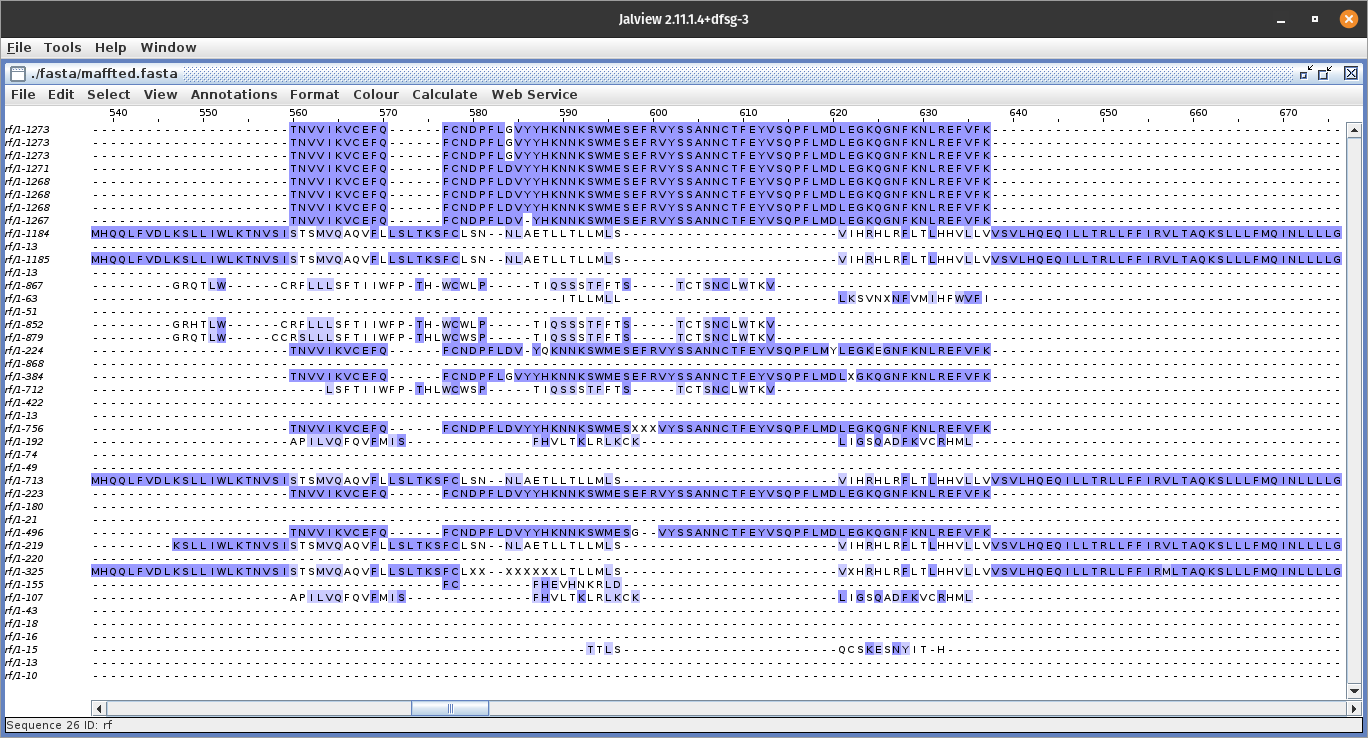 Jalview 2.11.1.4+dfsg-3
File Tools Help Window
./fasta/maffted.fasta
File Edit Select View Annotations Format Colour Calculate Web Service
540 550 560 570 580 590 600 610 620 630 640 650 660 670
rf/1-1273 ----------------------TNVVIKVCEFQ------FCNDPFLGVYYHKNNKSWMESEFRVYSSANNCTFEYVSQPFLMDLEGKQGNFKNLREFVFK---------------------------------------
rf/1-1273 ----------------------TNVVIKVCEFQ------FCNDPFLGVYYHKNNKSWMESEFRVYSSANNCTFEYVSQPFLMDLEGKQGNFKNLREFVFK---------------------------------------
rf/1-1273 ----------------------TNVVIKVCEFQ------FCNDPFLGVYYHKNNKSWMESEFRVYSSANNCTFEYVSQPFLMDLEGKQGNFKNLREFVFK---------------------------------------
rf/1-1271 ----------------------TNVVIKVCEFQ------FCNDPFLDVYYHKNNKSWMESEFRVYSSANNCTFEYVSQPFLMDLEGKQGNFKNLREFVFK---------------------------------------
rf/1-1268 ----------------------TNVVIKVCEFQ------FCNDPFLDVYYHKNNKSWMESEFRVYSSANNCTFEYVSQPFLMDLEGKQGNFKNLREFVFK---------------------------------------
rf/1-1268 ----------------------TNVVIKVCEFQ------FCNDPFLDVYYHKNNKSWMESEFRVYSSANNCTFEYVSQPFLMDLEGKQGNFKNLREFVFK---------------------------------------
rf/1-1268 ----------------------TNVVIKVCEFQ------FCNDPFLDVYYHKNNKSWMESEFRVYSSANNCTFEYVSQPFLMDLEGKQGNFKNLREFVFK---------------------------------------
rf/1-1267 ----------------------TNVVIKVCEFQ------FCNDPFLDV-YHKNNKSWMESEFRVYSSANNCTFEYVSQPFLMDLEGKQGNFKNLREFVFK---------------------------------------
rf/1-1184 MHQQLFVDLKSLLIWLKTNVSISTSMVQAQVFLLSLTKSFCLSN--NLAETLLTLLMLS------------------------VIHRHLRFLTLHHVLLVVSVLHQEQILLTRLLFFIRVLTAQKSLLLFMQINLLLLG
rf/1-13 -------------------------------------------------------------------------------------------------------------------------------------------
rf/1-1185 MHQQLFVDLKSLLIWLKTNVSISTSMVQAQVFLLSLTKSFCLSN--NLAETLLTLLMLS------------------------VIHRHLRFLTLHHVLLVVSVLHQEQILLTRLLFFIRVLTAQKSLLLFMQINLLLLG
rf/1-13 -------------------------------------------------------------------------------------------------------------------------------------------
rf/1-867 ---------GRQTLW------CRFLLLSFTIIWFP-TH-WCWLP-----TIQSSSTFFTS-----TCTSNCLWTKV---------------------------------------------------------------
rf/1-63 ----------------------------------------------------ITLLMLL------------------------LKSVNXNFVMIHFWVFI---------------------------------------
rf/1-51 -------------------------------------------------------------------------------------------------------------------------------------------
rf/1-852 ---------GRHTLW------CRFLLLSFTIIWFP-TH-WCWLP-----TIQSSSTFFTS-----TCTSNCLWTKV---------------------------------------------------------------
rf/1-879 ---------GRQTLW-----CCRSLLLSFTIIWFP-THLWCWSP-----TIQSSSTFFTS-----TCTSNCLWTKV---------------------------------------------------------------
rf/1-224 ----------------------TNVVIKVCEFQ------FCNDPFLDV-YQKNNKSWMESEFRVYSSANNCTFEYVSQPFLMYLEGKEGNFKNLREFVFK---------------------------------------
rf/1-868 -------------------------------------------------------------------------------------------------------------------------------------------
rf/1-384 ----------------------TNVVIKVCEFQ------FCNDPFLGVYYHKNNKSWMESEFRVYSSANNCTFEYVSQPFLMDLXGKQGNFKNLREFVFK---------------------------------------
rf/1-712 --------------------------LSFTIIWFP-THLWCWSP-----TIQSSSTFFTS-----TCTSNCLWTKV---------------------------------------------------------------
rf/1-422 -------------------------------------------------------------------------------------------------------------------------------------------
rf/1-13 -------------------------------------------------------------------------------------------------------------------------------------------
rf/1-756 ----------------------TNVVIKVCEFQ------FCNDPFLDVYYHKNNKSWMESXXXVYSSANNCTFEYVSQPFLMDLEGKQGNFKNLREFVFK---------------------------------------
rf/1-192 ----------------------APILVQFQVFMIS--------------FHVLTKLRLKCK----------------------LIGSQADFKVCRHML-----------------------------------------
rf/1-74 -------------------------------------------------------------------------------------------------------------------------------------------
rf/1-49 -------------------------------------------------------------------------------------------------------------------------------------------
rf/1-713 MHQQLFVDLKSLLIWLKTNVSISTSMVQAQVFLLSLTKSFCLSN--NLAETLLTLLMLS------------------------VIHRHLRFLTLHHVLLVVSVLHQEQILLTRLLFFIRVLTAQKSLLLFMQINLLLLG
rf/1-223 ----------------------TNVVIKVCEFQ------FCNDPFLGVYYHKNNKSWMESEFRVYSSANNCTFEYVSQPFLMDLEGKQGNFKNLREFVFK---------------------------------------
rf/1-180 -------------------------------------------------------------------------------------------------------------------------------------------
rf/1-21 -------------------------------------------------------------------------------------------------------------------------------------------
rf/1-496 ----------------------TNVVIKVCEFQ------FCNDPFLDVYYHKNNKSWMESG--VYSSANNCTFEYVSQPFLMDLEGKQGNFKNLREFVFK---------------------------------------
rf/1-219 ---------KSLLIWLKTNVSISTSMVQAQVFLLSLTKSFCLSN--NLAETLLTLLMLS------------------------VIHRHLRFLTLHHVLLVVSVLHQEQILLTRLLFFIRVLTAQKSLLLFMQINLLLLG
rf/1-220 -------------------------------------------------------------------------------------------------------------------------------------------
rf/1-325 MHQQLFVDLKSLLIWLKTNVSISTSMVQAQVFLLSLTKSFCLXX--XXXXXXLTLLMLS------------------------VXHRHLRFLTLHHVLLVVSVLHQEQILLTRLLFFIRMLTAQKSLLLFMQINLLLLG
rf/1-155 ---------------------------------------FC--------FHEVHNKRLD--------------------------------------------------------------------------------
rf/1-107 ----------------------APILVQFQVFMIS--------------FHVLTKLRLKCK----------------------LIGSQADFKVCRHML-----------------------------------------
rf/1-43 -------------------------------------------------------------------------------------------------------------------------------------------
rf/1-18 -------------------------------------------------------------------------------------------------------------------------------------------
rf/1-16 -------------------------------------------------------------------------------------------------------------------------------------------
rf/1-15 -------------------------------------------------------TTLS------------------------QCSKESNYIT-H--------------------------------------------
rf/1-13 -------------------------------------------------------------------------------------------------------------------------------------------
rf/1-10 -------------------------------------------------------------------------------------------------------------------------------------------
Sequence 26 ID: rf